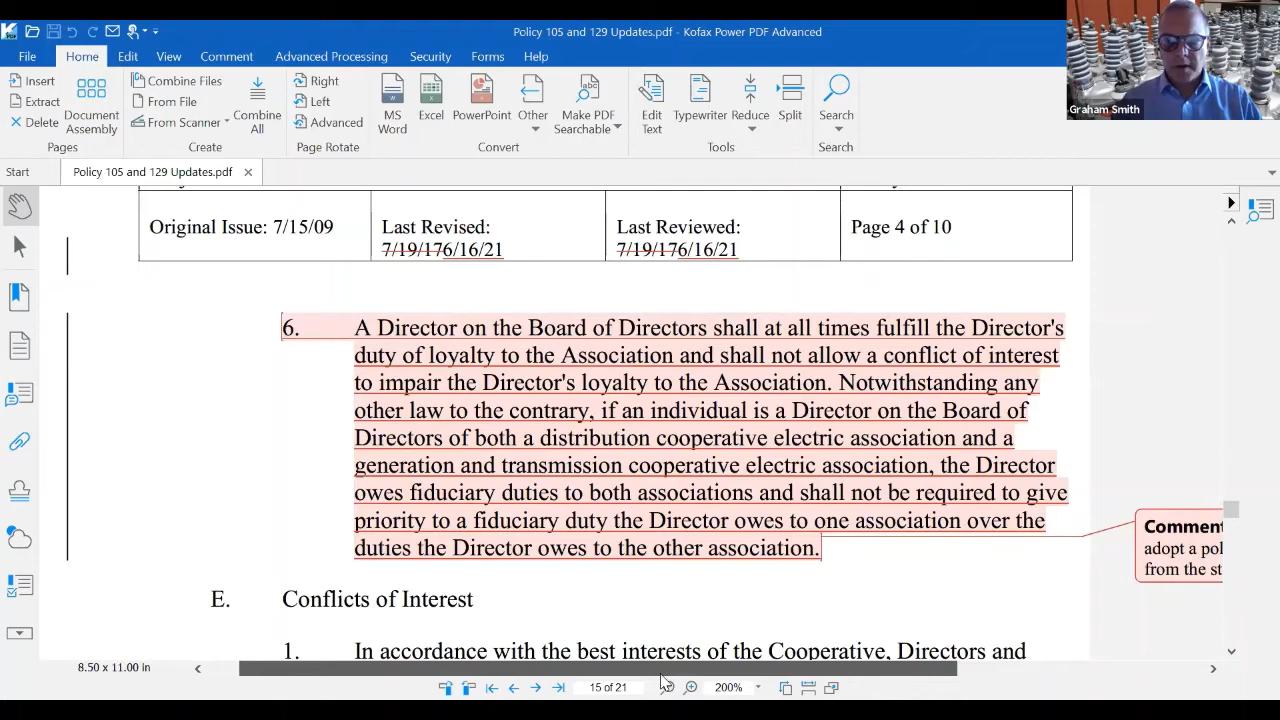 Policy 105 and 129 Updates.pdf - Kofax Power PDF Advanced
File Home Edit View Comment Advanced Processing Security Forms Help
Insert
Extract
Delete
Document Assembly
Pages
Combine Files
From File
From Scanner
Combine All
Create
Right
Left
Advanced
Page Rotate
MS Word
Excel
PowerPoint
Other
Make PDF Searchable
Convert
Edit Text
Typewriter
Reduce
Split
Tools
Search
Search
Graham Smith
Start
Policy 105 and 129 Updates.pdf
Original Issue: 7/15/09
Last Revised:
7/19/176/16/21
Last Reviewed:
7/19/176/16/21
Page 4 of 10
6. A Director on the Board of Directors shall at all times fulfill the Director's
duty of loyalty to the Association and shall not allow a conflict of interest
to impair the Director's loyalty to the Association. Notwithstanding any
other law to the contrary, if an individual is a Director on the Board of
Directors of both a distribution cooperative electric association and a
generation and transmission cooperative electric association, the Director
owes fiduciary duties to both associations and shall not be required to give
priority to a fiduciary duty the Director owes to one association over the
duties the Director owes to the other association.
Comment
adopt a pol
from the st
E. Conflicts of Interest
1. In accordance with the best interests of the Cooperative, Directors and
8.50 x 11.00 in
15 of 21
200%